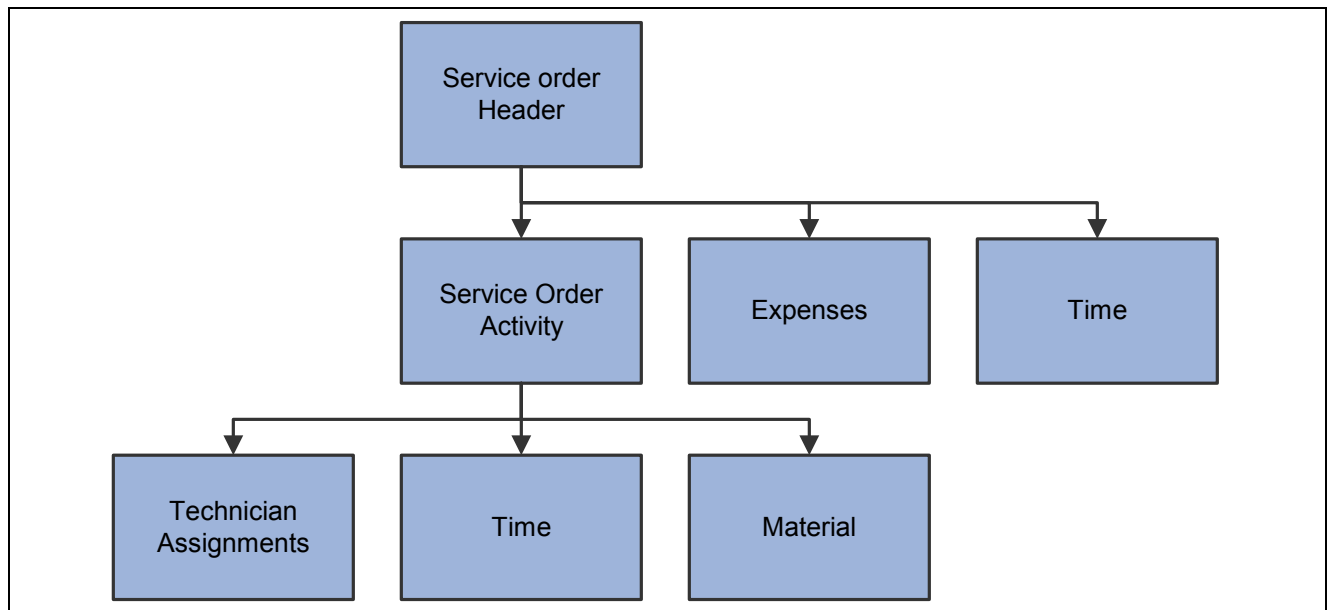 Service order
Header
Service Order
Activity
Expenses
Time
Technician
Assignments
Time
Material